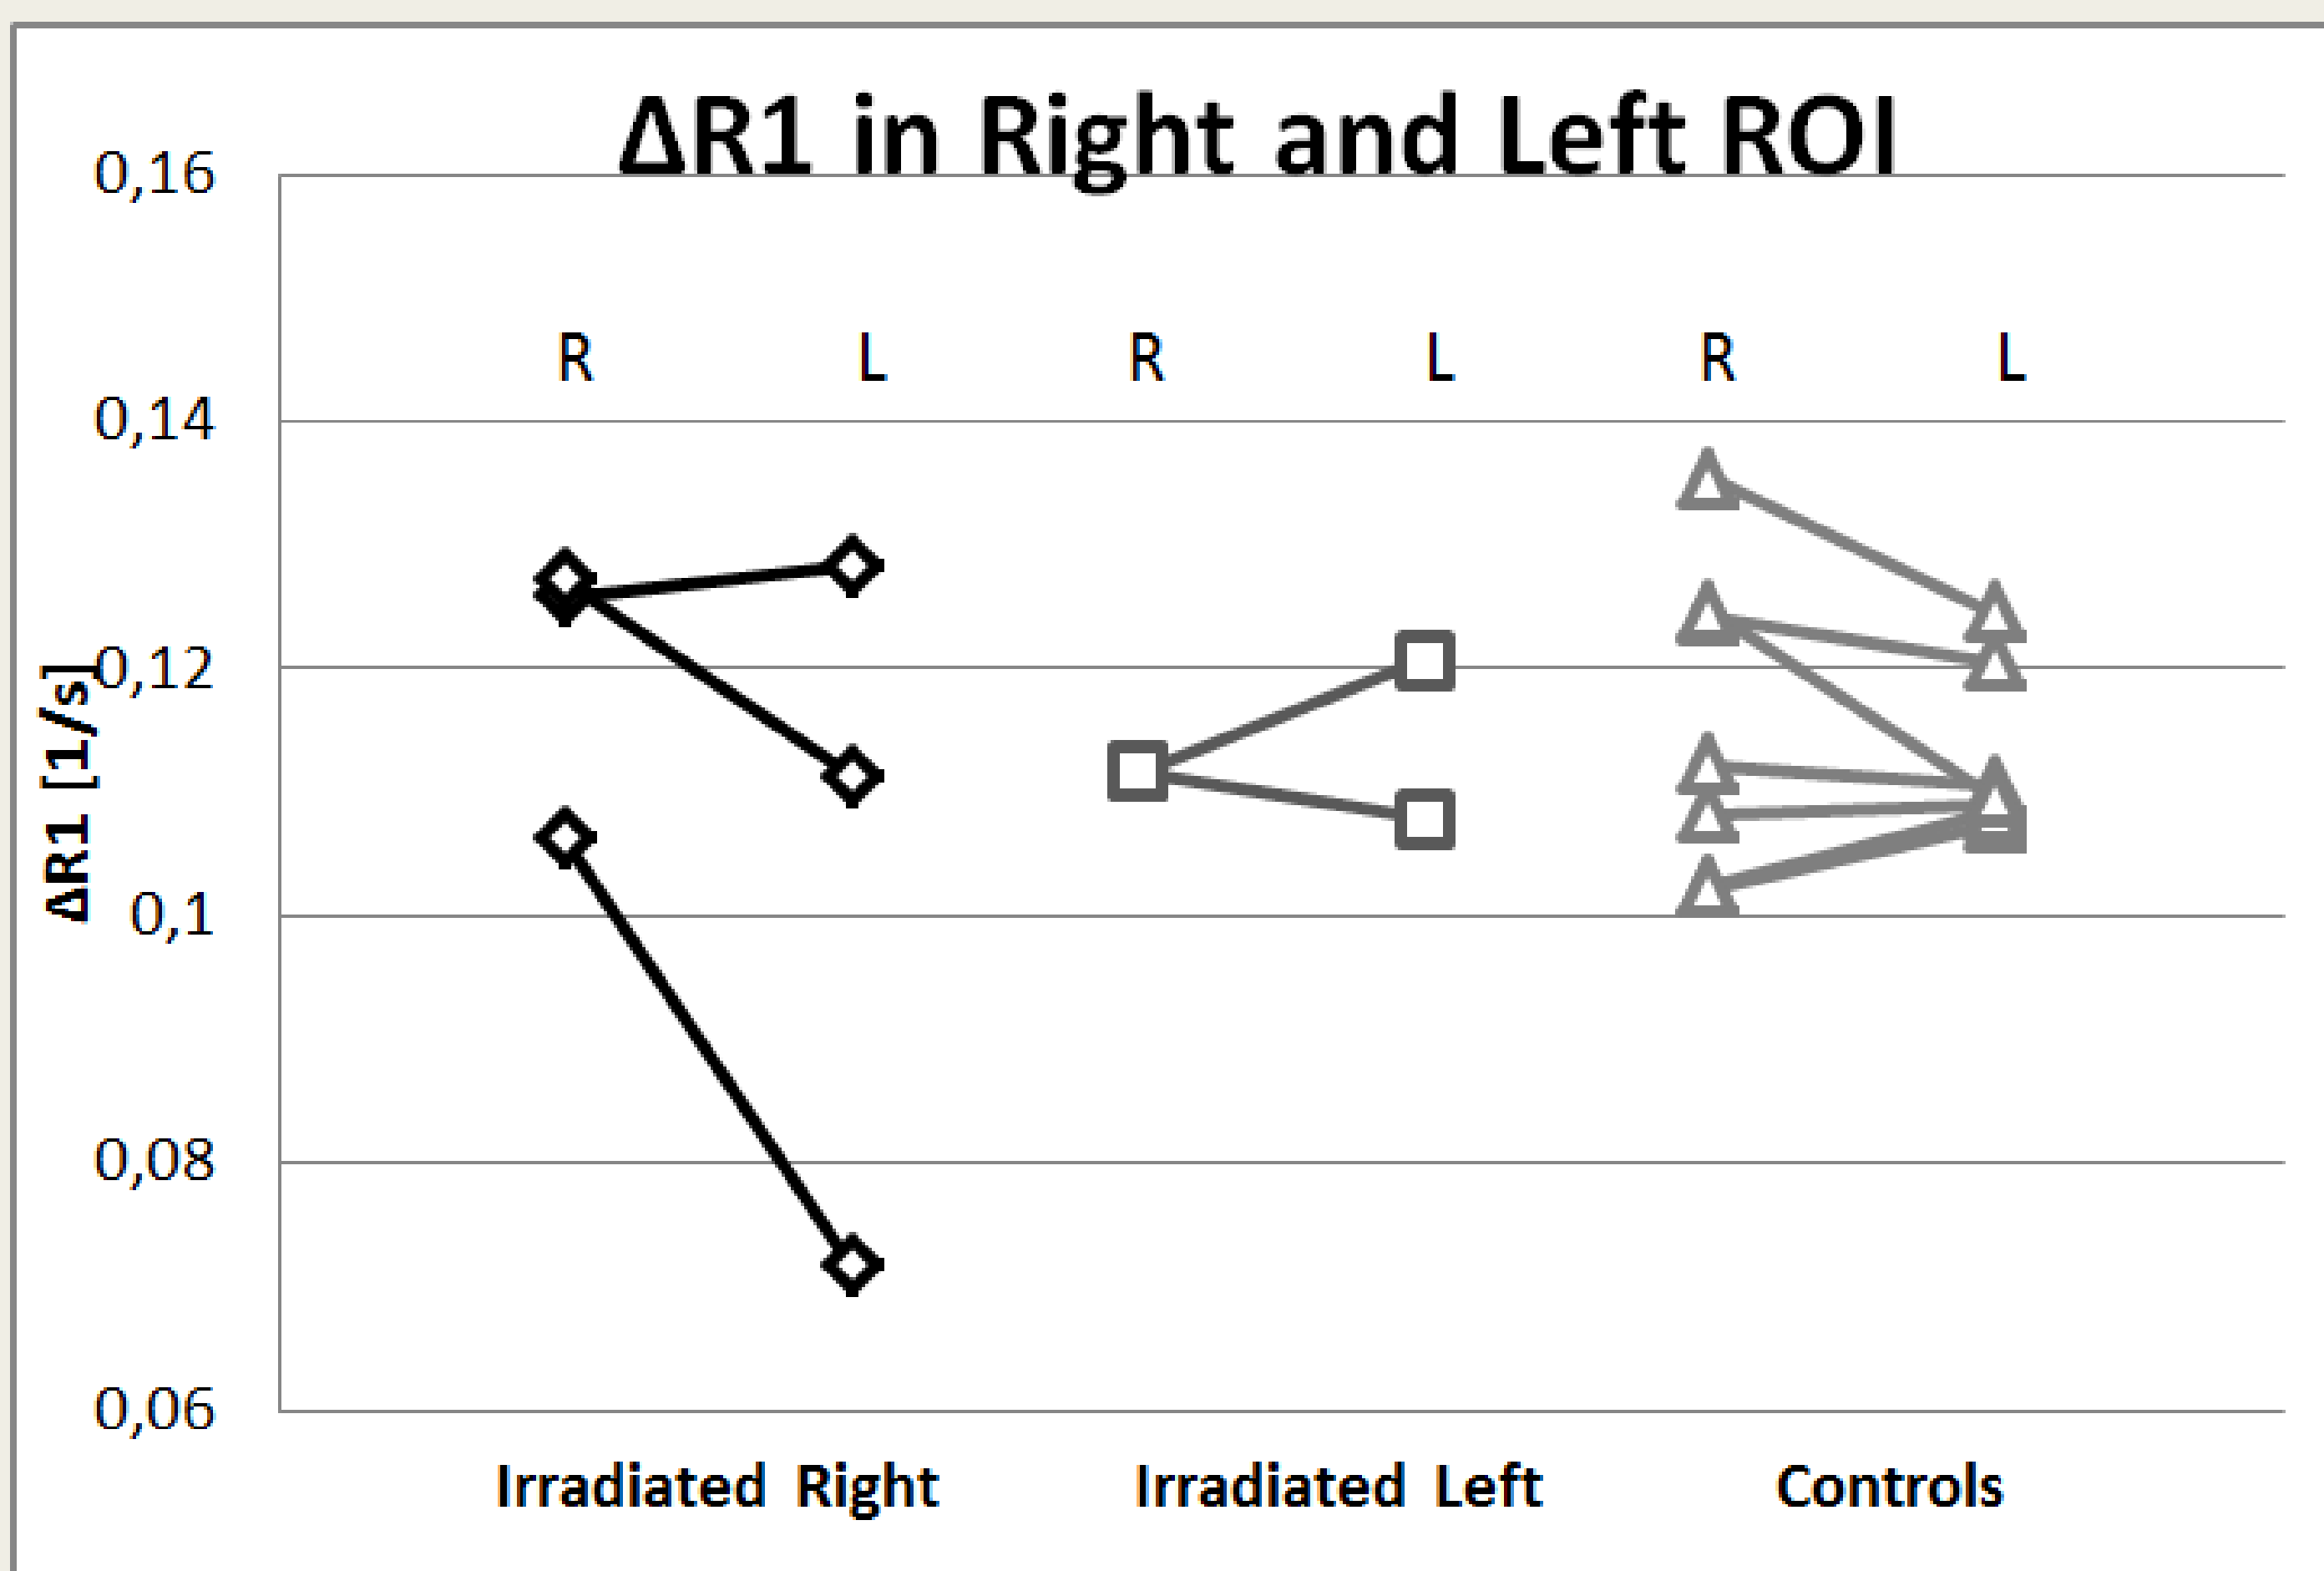 ΔR1 in Right and Left ROI
0,16
R L R L R L
0,14
0,12
ΔR1 [1/s]
0,1
0,08
0,06
Irradiated Right Irradiated Left Controls